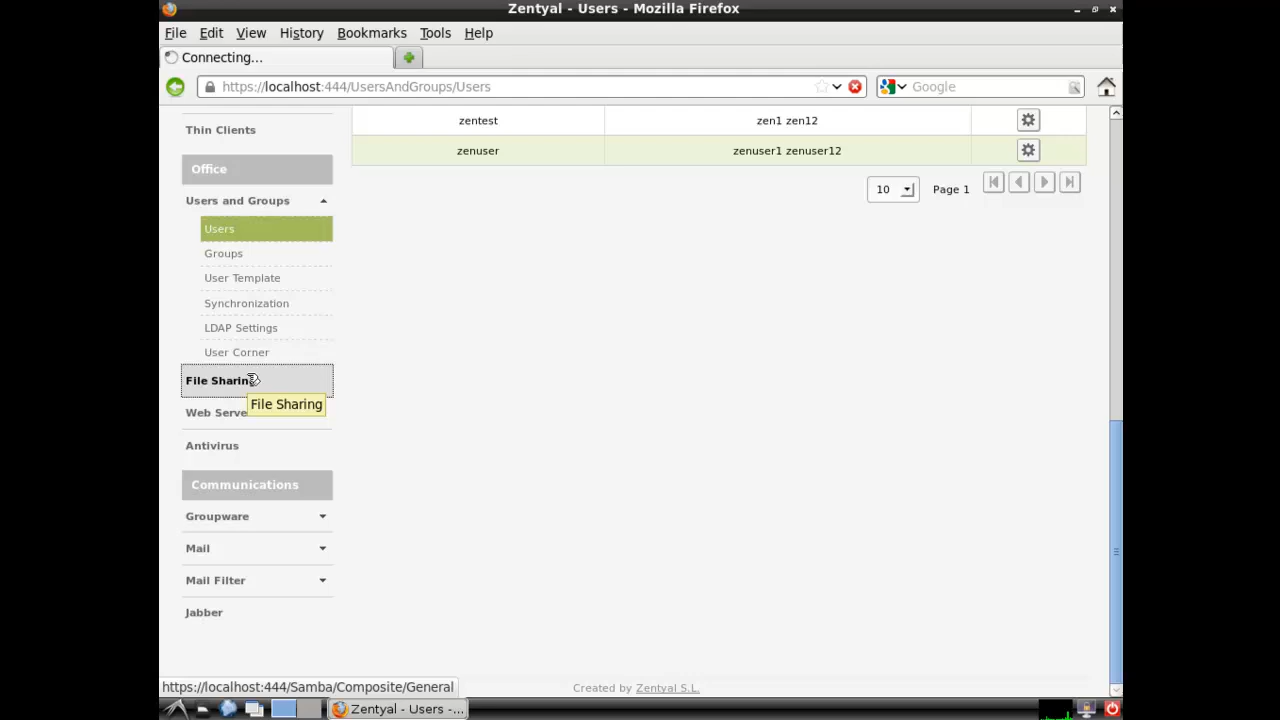 Zentyal - Users - Mozilla Firefox
File Edit View History Bookmarks Tools Help
Connecting...
https://localhost:444/UsersAndGroups/Users
Google
zentest zen1 zen12
Thin Clients
zenuser zenuser1 zenuser12
Office
10 Page 1
Users and Groups
Users
Groups
User Template
Synchronization
LDAP Settings
User Corner
File Sharin
File Sharing
Web Serve
Antivirus
Communications
Groupware
Mail
Mail Filter
Jabber
https://localhost:444/Samba/Composite/General
Created by Zentyal S.L.
Zentyal - Users -...